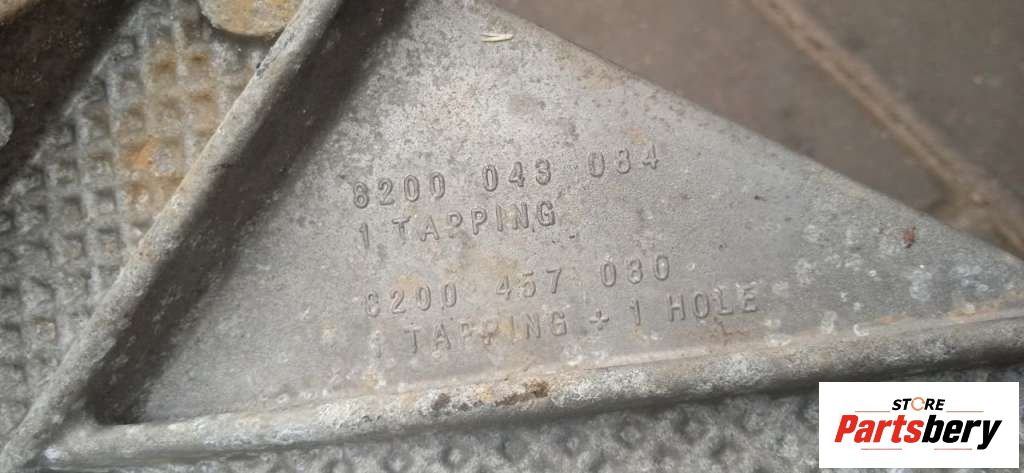 8200 043 084
1 TAPPING
8200 457 080
1 TAPPING + 1 HOLE
STORE
Partsbery